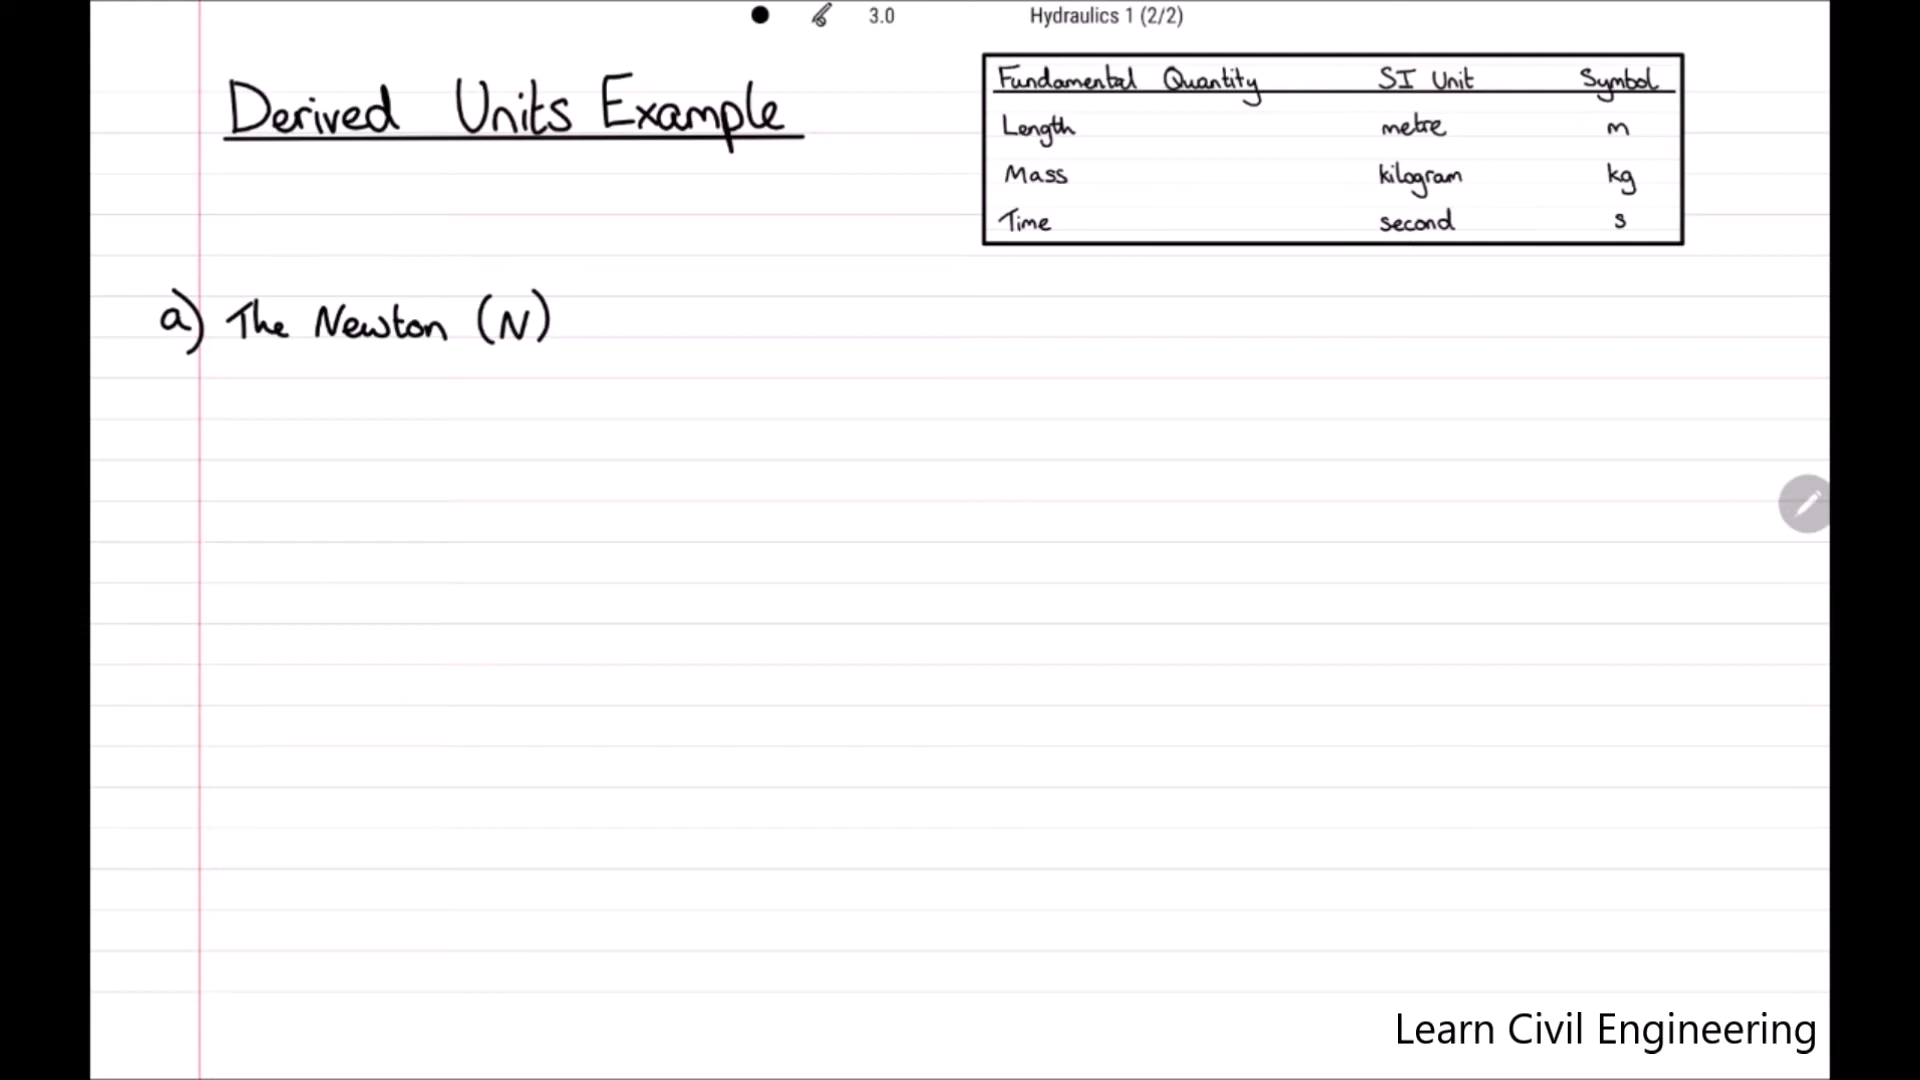 3.0 Hydraulics 1 (2/2)
Derived Units Example
Fundamental Quantity SI Unit Symbol
Length metre m
Mass kilogram kg
Time second s
a) The Newton (N)
Learn Civil Engineering